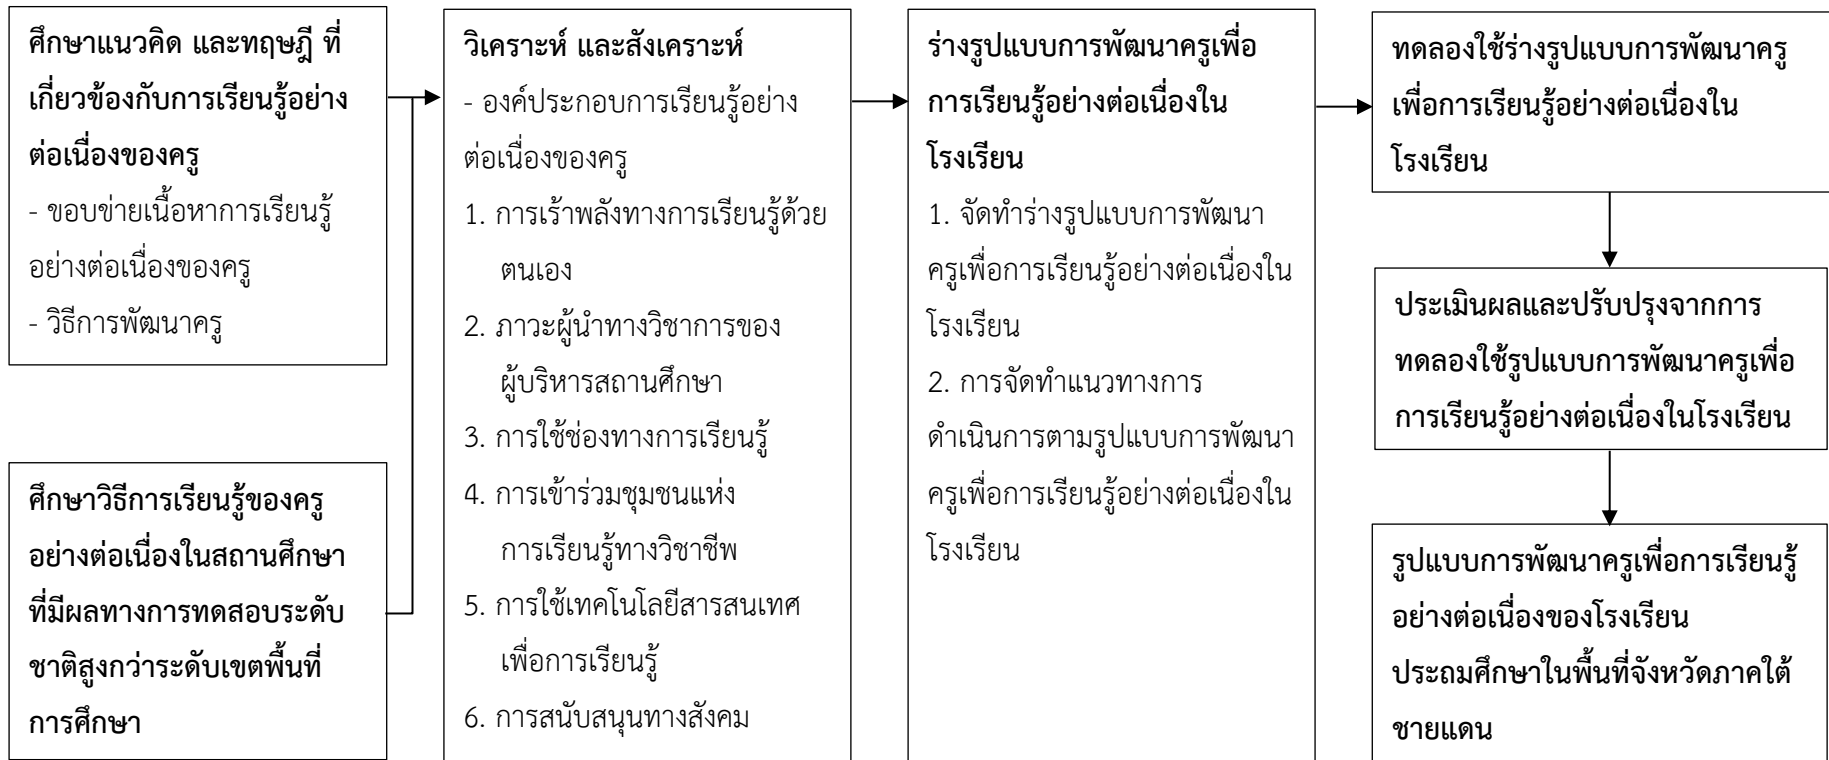 ศึกษาแนวคิด และทฤษฎี ที่
เกี่ยวข้องกับการเรียนรู้อย่าง
ต่อเนื่องของครู
- ขอบข่ายเนื้อหาการเรียนรู้
อย่างต่อเนื่องของครู
- วิธีการพัฒนาครู
ศึกษาวิธีการเรียนรู้ของครู
อย่างต่อเนื่องในสถานศึกษา
ที่มีผลทางการทดสอบระดับ
ชาติสูงกว่าระดับเขตพื้นที่
การศึกษา
วิเคราะห์ และสังเคราะห์
- องค์ประกอบการเรียนรู้อย่าง
ต่อเนื่องของครู
1. การเร้าพลังทางการเรียนรู้ด้วย
ตนเอง
2. ภาวะผู้นำทางวิชาการของ
ผู้บริหารสถานศึกษา
3. การใช้ช่องทางการเรียนรู้
4. การเข้าร่วมชุมชนแห่ง
การเรียนรู้ทางวิชาชีพ
5. การใช้เทคโนโลยีสารสนเทศ
เพื่อการเรียนรู้
6. การสนับสนุนทางสังคม
ร่างรูปแบบการพัฒนาครูเพื่อ
การเรียนรู้อย่างต่อเนื่องใน
โรงเรียน
1. จัดทำร่างรูปแบบการพัฒนา
ครูเพื่อการเรียนรู้อย่างต่อเนื่องใน
โรงเรียน
2. การจัดทำแนวทางการ
ดำเนินการตามรูปแบบการพัฒนา
ครูเพื่อการเรียนรู้อย่างต่อเนื่องใน
โรงเรียน
ทดลองใช้ร่างรูปแบบการพัฒนาครู
เพื่อการเรียนรู้อย่างต่อเนื่องใน
โรงเรียน
ประเมินผลและปรับปรุงจากการ
ทดลองใช้รูปแบบการพัฒนาครูเพื่อ
การเรียนรู้อย่างต่อเนื่องในโรงเรียน
รูปแบบการพัฒนาครูเพื่อการเรียนรู้
อย่างต่อเนื่องของโรงเรียน
ประถมศึกษาในพื้นที่จังหวัดภาคใต้
ชายแดน